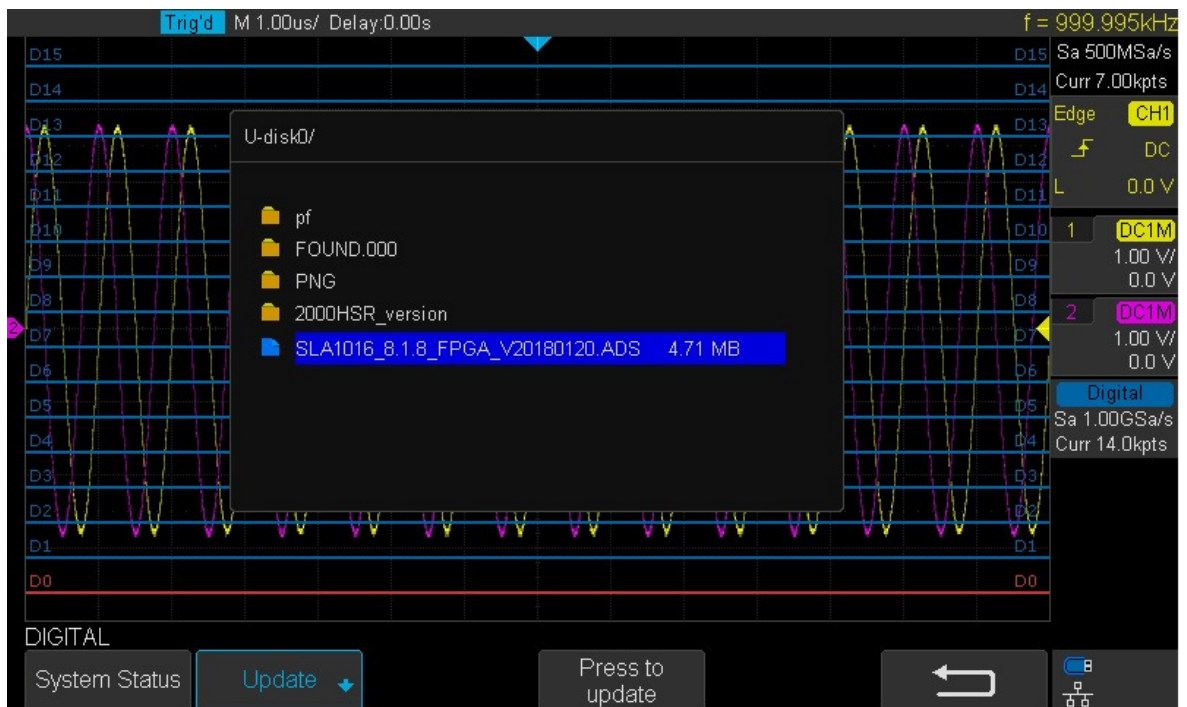 Trig'd M 1.00us/ Delay:0.00s f = 999.995kHz
D15 D15 Sa 500MSa/s
D14 D14 Curr 7.00kpts
D13 D13 Edge CH1
D12 D12 DC
D11 D11 L 0.0 V
D10 D10 1 DC1M
D9 D9 1.00 V/
0.0 V
D8 D8 2 DC1M
2 D7 D7 1.00 V/
D6 D6 0.0 V
D5 D5 Digital
Sa 1.00GSa/s
D4 D4 Curr 14.0kpts
D3 D3
D2 D2
D1 D1
D0 D0
U-disk0/
pf
FOUND.000
PNG
2000HSR_version
SLA1016_8.1.8_FPGA_V20180120.ADS 4.71 MB
DIGITAL
System Status Update Press to update